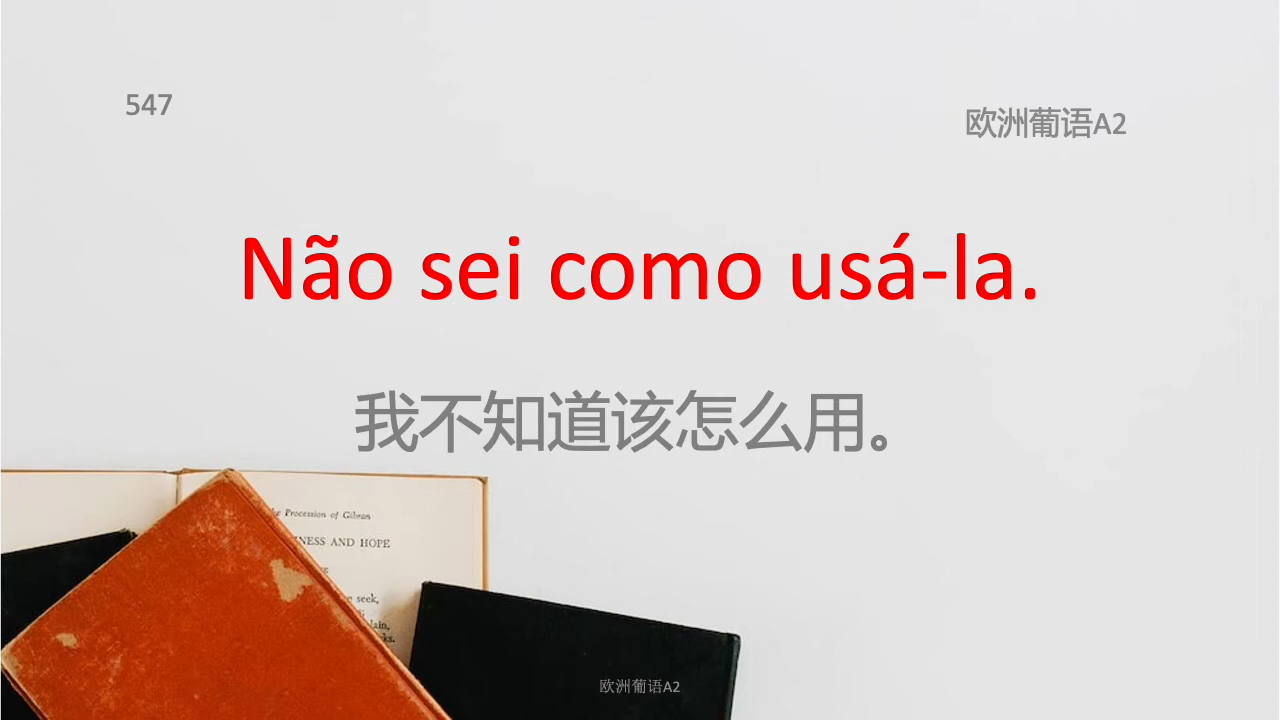 547
欧洲葡语A2
Não sei como usá-la.
我不知道该怎么用。
the Procession of Gibran
NESS AND HOPE
seek,
欧洲葡语A2